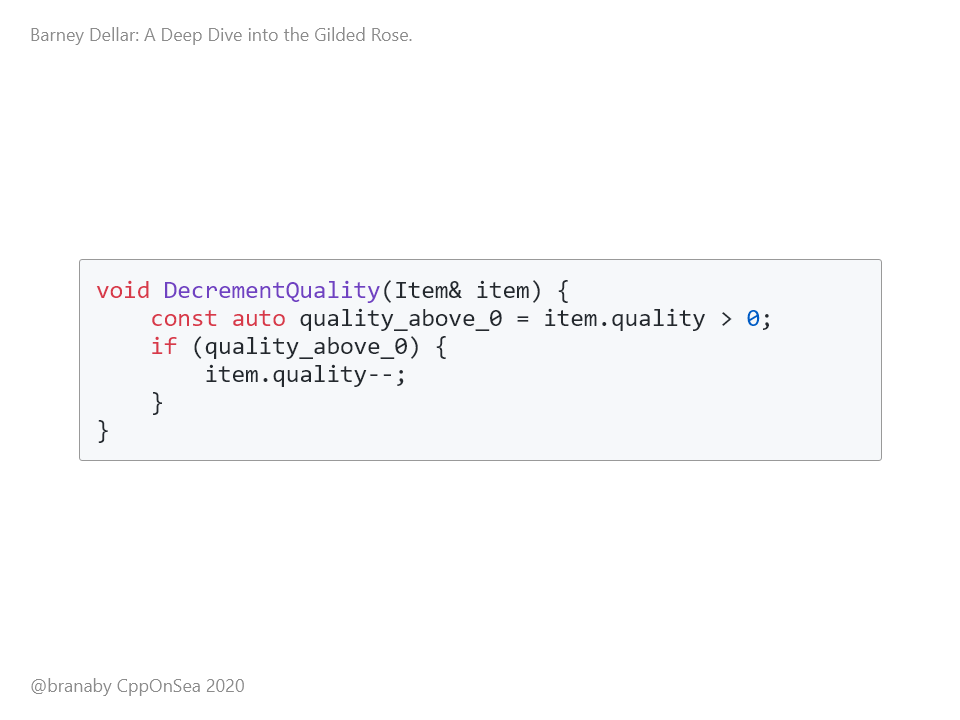 Barney Dellar: A Deep Dive into the Gilded Rose.
void DecrementQuality(Item& item) {
    const auto quality_above_0 = item.quality > 0;
    if (quality_above_0) {
        item.quality--;
    }
}
@branaby CppOnSea 2020